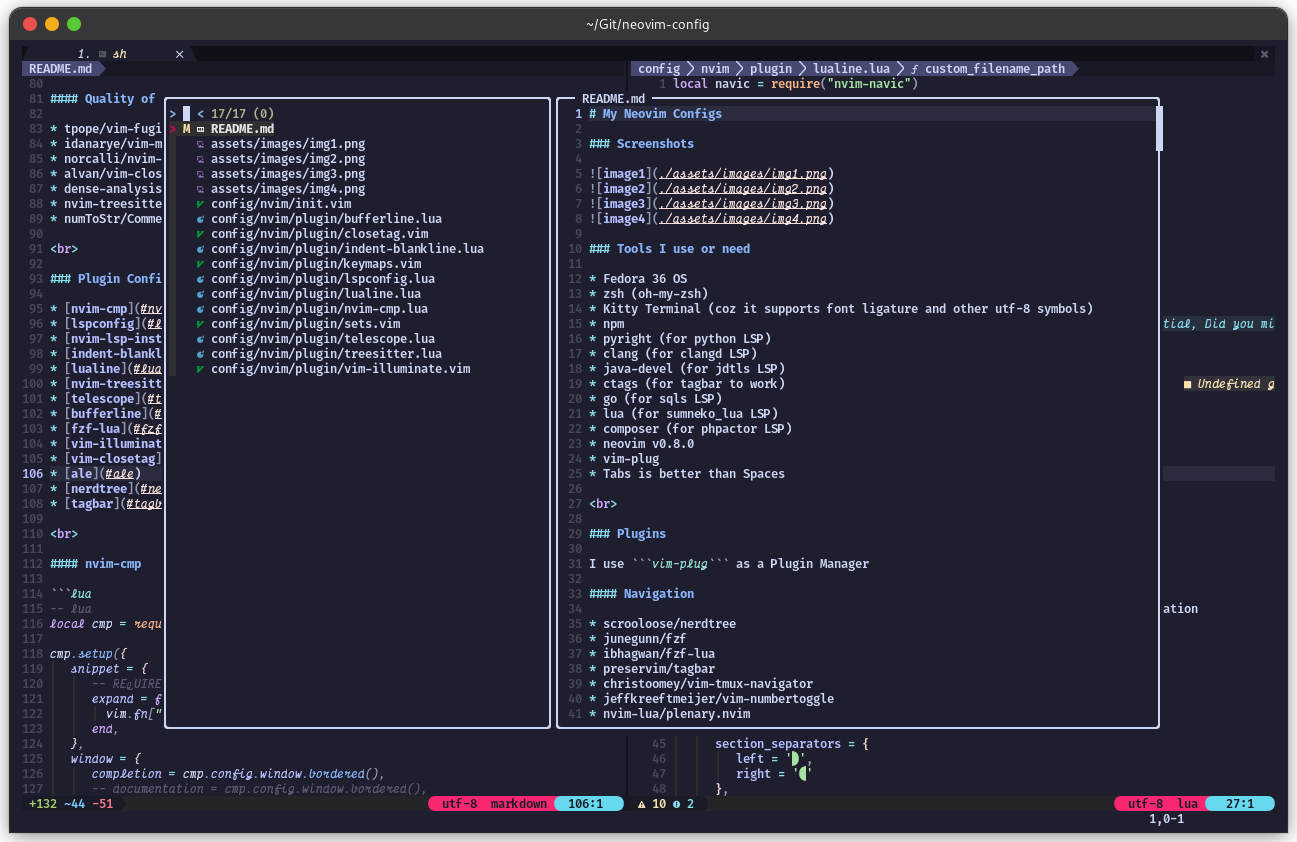 ~/Git/neovim-config
1. sh ✕
README.md
80
81 #### Quality of
82
83 * tpope/vim-fugi
84 * idanarye/vim-m
85 * norcalli/nvim-
86 * alvan/vim-clos
87 * dense-analysis
88 * nvim-treesitte
89 * numToStr/Comme
90
91 <br>
92
93 ### Plugin Confi
94
95 * [nvim-cmp](#nv
96 * [lspconfig](#l
97 * [nvim-lsp-inst
98 * [indent-blankl
99 * [lualine](#lua
100 * [nvim-treesitt
101 * [telescope](#t
102 * [bufferline](#
103 * [fzf-lua](#fzf
104 * [vim-illuminat
105 * [vim-closetag]
106 * [ale](#ale)
107 * [nerdtree](#ne
108 * [tagbar](#tagb
109
110 <br>
111
112 #### nvim-cmp
113
114 ```lua
115 -- lua
116 local cmp = requ
117
118 cmp.setup({
119 snippet = {
120 -- REQUIRE
121 expand = f
122 vim.fn["
123 end,
124 },
125 window = {
126 completion = cmp.config.window.bordered(),
127 -- documentation = cmp.config.window.bordered(),
+132 ~44 -51 utf-8 markdown 106:1
> < 17/17 (0)
> M README.md
assets/images/img1.png
assets/images/img2.png
assets/images/img3.png
assets/images/img4.png
config/nvim/init.vim
config/nvim/plugin/bufferline.lua
config/nvim/plugin/closetag.vim
config/nvim/plugin/indent-blankline.lua
config/nvim/plugin/keymaps.vim
config/nvim/plugin/lspconfig.lua
config/nvim/plugin/lualine.lua
config/nvim/plugin/nvim-cmp.lua
config/nvim/plugin/sets.vim
config/nvim/plugin/telescope.lua
config/nvim/plugin/treesitter.lua
config/nvim/plugin/vim-illuminate.vim
config > nvim > plugin > lualine.lua > ƒ custom_filename_path
1 local navic = require("nvim-navic")
README.md
1 # My Neovim Configs
2
3 ### Screenshots
4
5 ![image1](./assets/images/img1.png)
6 ![image2](./assets/images/img2.png)
7 ![image3](./assets/images/img3.png)
8 ![image4](./assets/images/img4.png)
9
10 ### Tools I use or need
11
12 * Fedora 36 OS
13 * zsh (oh-my-zsh)
14 * Kitty Terminal (coz it supports font ligature and other utf-8 symbols)
15 * npm
16 * pyright (for python LSP)
17 * clang (for clangd LSP)
18 * java-devel (for jdtls LSP)
19 * ctags (for tagbar to work)
20 * go (for sqls LSP)
21 * lua (for sumneko_lua LSP)
22 * composer (for phpactor LSP)
23 * neovim v0.8.0
24 * vim-plug
25 * Tabs is better than Spaces
26
27 <br>
28
29 ### Plugins
30
31 I use ```vim-plug``` as a Plugin Manager
32
33 #### Navigation
34
35 * scrooloose/nerdtree
36 * junegunn/fzf
37 * ibhagwan/fzf-lua
38 * preservim/tagbar
39 * christoomey/vim-tmux-navigator
40 * jeffkreeftmeijer/vim-numbertoggle
41 * nvim-lua/plenary.nvim
tial, Did you mi
■ Undefined g
ation
45 section_separators = {
46 left = '',
47 right = ''
48 },
⚠ 10 2 utf-8 lua 27:1
1,0-1